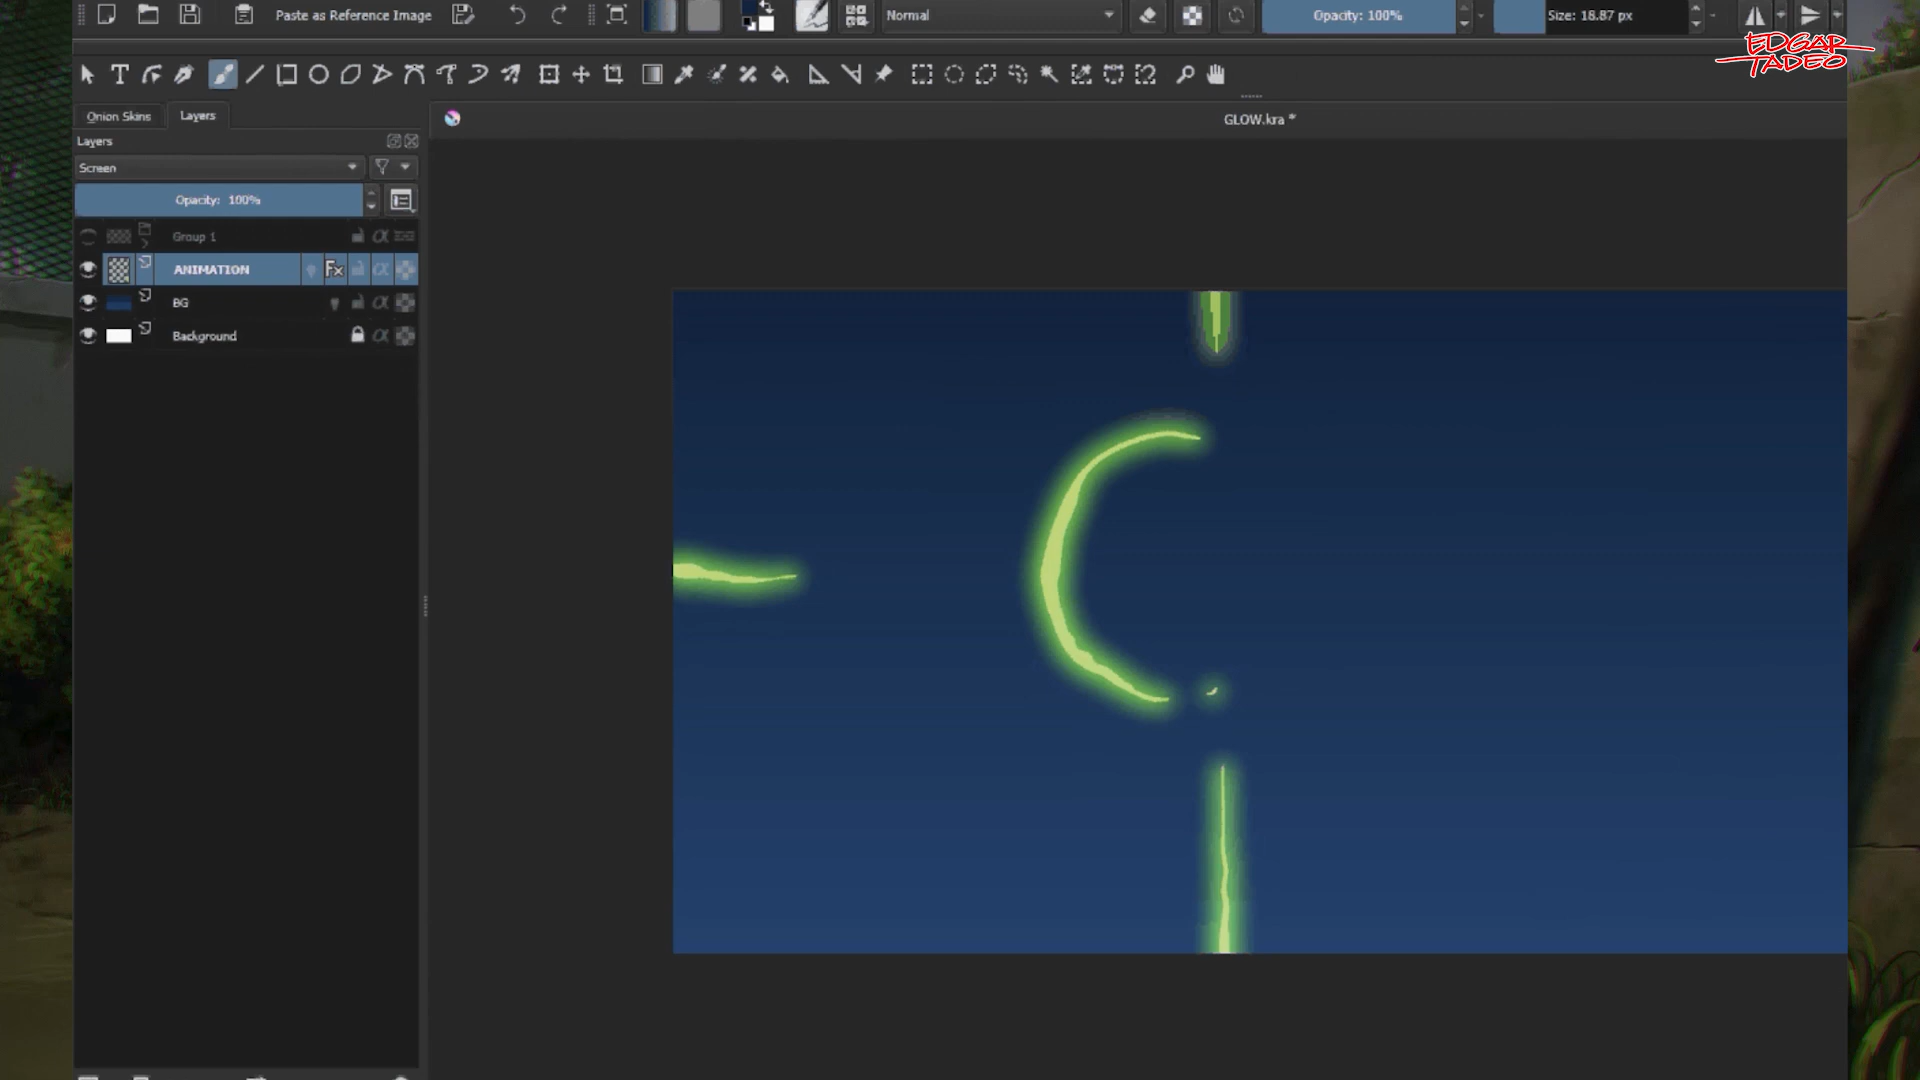 Paste as Reference Image
Normal
Opacity: 100%
Size: 18.87 px
EDGAR
TADEO
Onion Skins
Layers
GLOW.kra *
Layers
Screen
Opacity: 100%
Group 1
ANIMATION
Fx
BG
Background